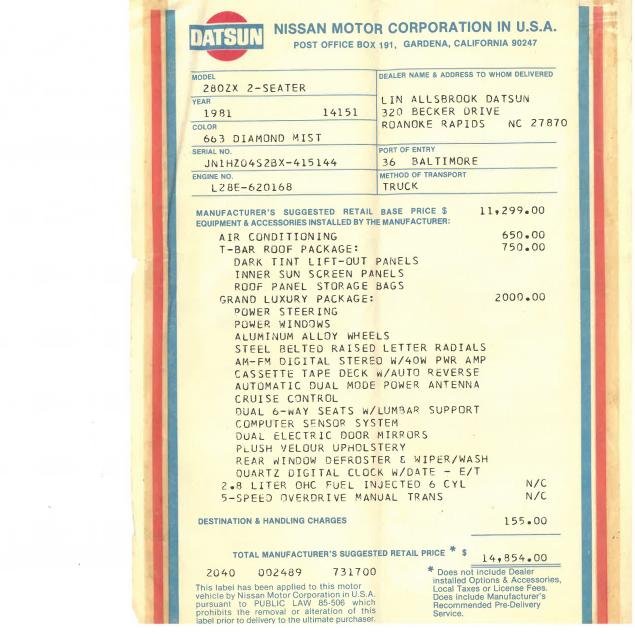 DATSUN
NISSAN MOTOR CORPORATION IN U.S.A.
POST OFFICE BOX 191, GARDENA, CALIFORNIA 90247
MODEL
280ZX 2-SEATER
YEAR
1981 14151
COLOR
663 DIAMOND MIST
SERIAL NO.
JN1HZ04S2BX-415144
ENGINE NO.
L28E-620168
DEALER NAME & ADDRESS TO WHOM DELIVERED
LIN ALLSBROOK DATSUN
320 BECKER DRIVE
ROANOKE RAPIDS NC 27870
PORT OF ENTRY
36 BALTIMORE
METHOD OF TRANSPORT
TRUCK
MANUFACTURER'S SUGGESTED RETAIL BASE PRICE $ 11,299.00
EQUIPMENT & ACCESSORIES INSTALLED BY THE MANUFACTURER:
AIR CONDITIONING 650.00
T-BAR ROOF PACKAGE: 750.00
DARK TINT LIFT-OUT PANELS
INNER SUN SCREEN PANELS
ROOF PANEL STORAGE BAGS
GRAND LUXURY PACKAGE: 2000.00
POWER STEERING
POWER WINDOWS
ALUMINUM ALLOY WHEELS
STEEL BELTED RAISED LETTER RADIALS
AM-FM DIGITAL STEREO W/40W PWR AMP
CASSETTE TAPE DECK W/AUTO REVERSE
AUTOMATIC DUAL MODE POWER ANTENNA
CRUISE CONTROL
DUAL 6-WAY SEATS W/LUMBAR SUPPORT
COMPUTER SENSOR SYSTEM
DUAL ELECTRIC DOOR MIRRORS
PLUSH VELOUR UPHOLSTERY
REAR WINDOW DEFROSTER & WIPER/WASH
QUARTZ DIGITAL CLOCK W/DATE - E/T
2.8 LITER OHC FUEL INJECTED 6 CYL N/C
5-SPEED OVERDRIVE MANUAL TRANS N/C
DESTINATION & HANDLING CHARGES 155.00
TOTAL MANUFACTURER'S SUGGESTED RETAIL PRICE * $ 14,854.00
2040 002489 731700
This label has been applied to this motor
vehicle by Nissan Motor Corporation in U.S.A.
pursuant to PUBLIC LAW 85-506 which
prohibits the removal or alteration of this
label prior to delivery to the ultimate purchaser.
* Does not include Dealer
installed Options & Accessories,
Local Taxes or License Fees.
Does include Manufacturer's
Recommended Pre-Delivery
Service.